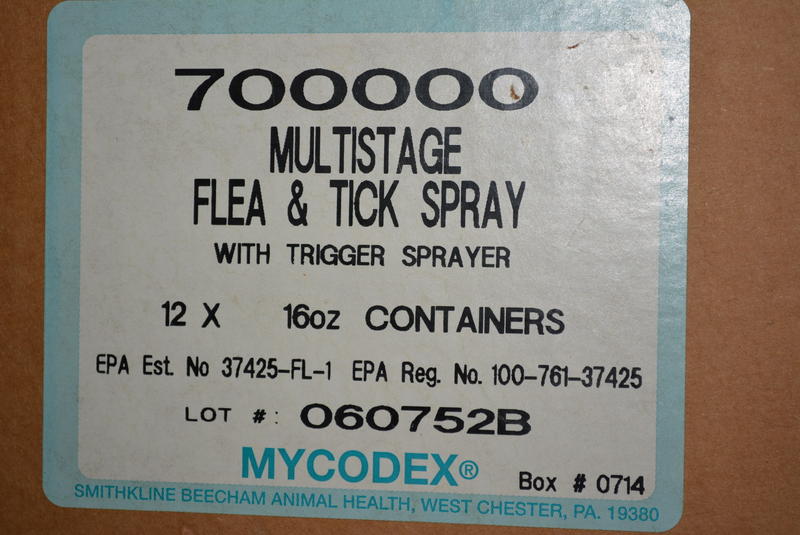 700000
MULTISTAGE
FLEA & TICK SPRAY
WITH TRIGGER SPRAYER
12 X 16oz CONTAINERS
EPA Est. No 37425-FL-1 EPA Reg. No. 100-761-37425
LOT #: 060752B
MYCODEX®
Box # 0714
SMITHKLINE BEECHAM ANIMAL HEALTH, WEST CHESTER, PA. 19380